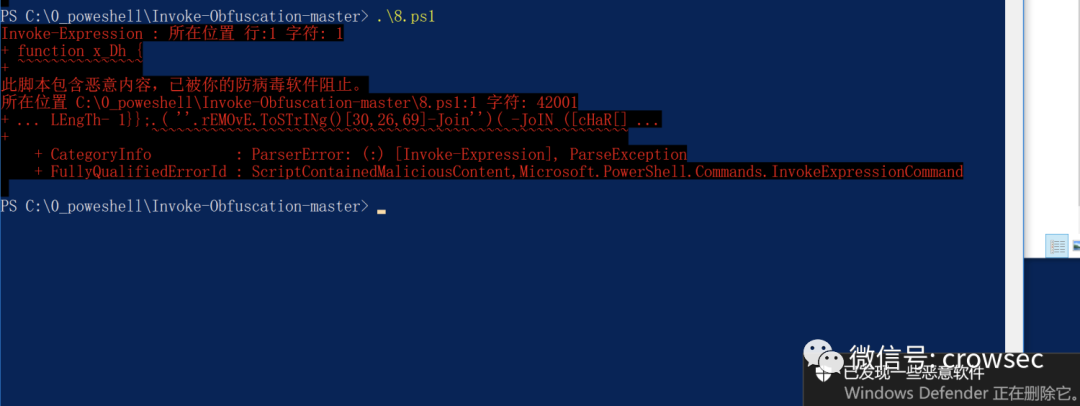 PS C:\0_poweshell\Invoke-Obfuscation-master> .\8.ps1
Invoke-Expression : 所在位置 行:1 字符: 1
+ function x_Dh {
+ ~~~~~~~~~~~~~~~
此脚本包含恶意内容，已被你的防病毒软件阻止。
所在位置 C:\0_poweshell\Invoke-Obfuscation-master\8.ps1:1 字符: 42001
+ ... LEngTh- 1}};.( ''.rEMOvE.ToSTrINg()[30,26,69]-Join'')( -JoIN ([cHaR[] ...
+ ~~~~~~~~~~~~~~~~~~~~~~~~~~~~~~~~~~~~~~~~~~~~~~~~~~~~~~~~~~~~~
    + CategoryInfo          : ParserError: (:) [Invoke-Expression], ParseException
    + FullyQualifiedErrorId : ScriptContainedMaliciousContent,Microsoft.PowerShell.Commands.InvokeExpressionCommand
PS C:\0_poweshell\Invoke-Obfuscation-master>
微信号: crowsec
已发现一些恶意软件
Windows Defender 正在删除它。